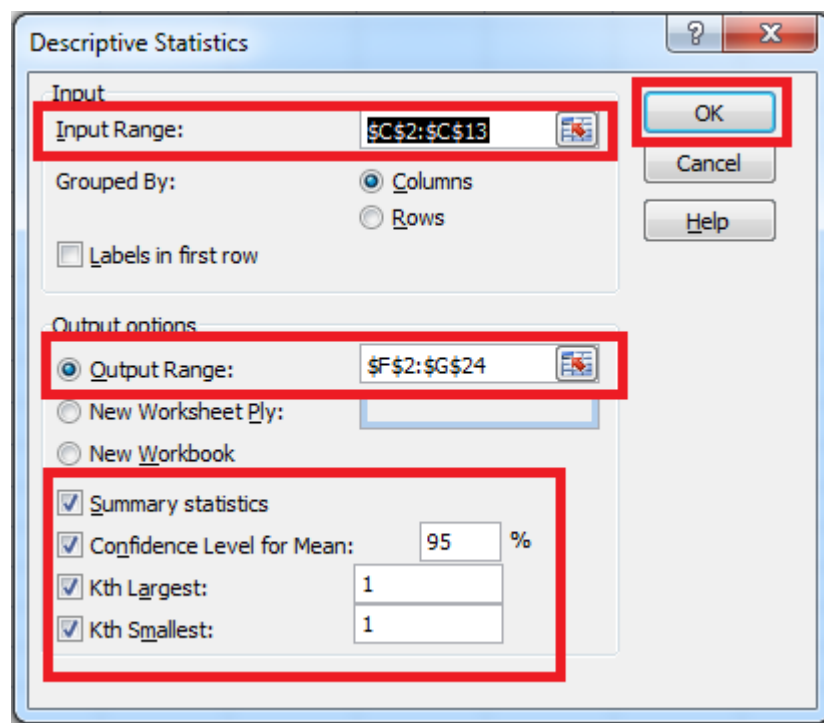 Descriptive Statistics
Input
Input Range: $C$2:$C$13
OK
Grouped By: Columns
Cancel
Rows
Help
Labels in first row
Output options
Output Range: $F$2:$G$24
New Worksheet Ply:
New Workbook
Summary statistics
Confidence Level for Mean: 95 %
Kth Largest: 1
Kth Smallest: 1